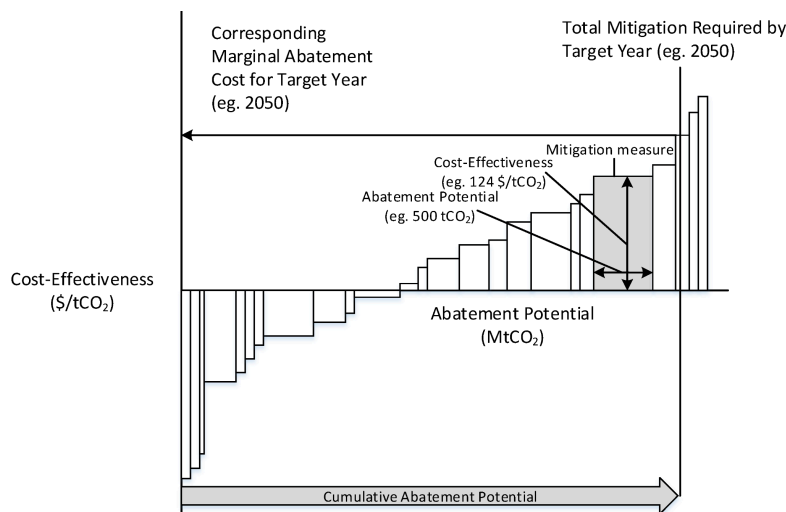 Corresponding
Marginal Abatement
Cost for Target Year
(eg. 2050)
Total Mitigation Required by
Target Year (eg. 2050)
Mitigation measure
Cost-Effectiveness
(eg. 124 $/tCO₂)
Abatement Potential
(eg. 500 tCO₂)
Cost-Effectiveness
($/tCO₂)
Abatement Potential
(MtCO₂)
Cumulative Abatement Potential